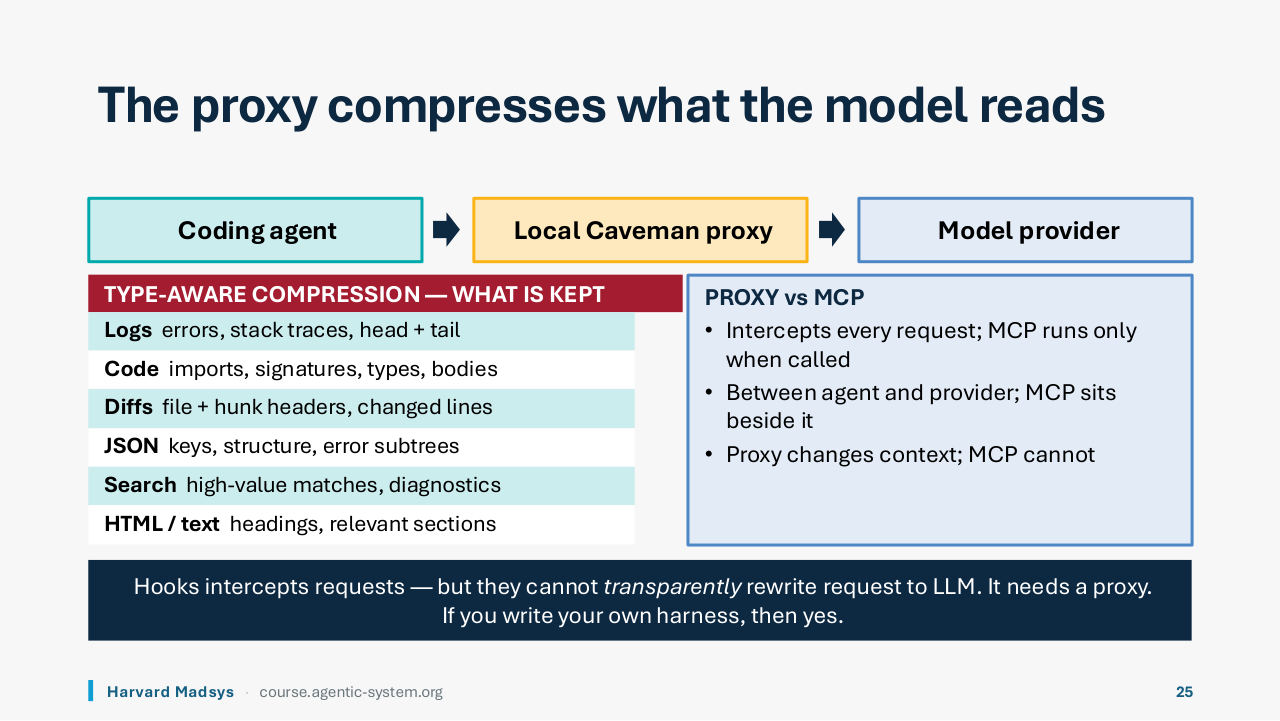 The proxy compresses what the model reads
Coding agent
Local Caveman proxy
Model provider
TYPE-AWARE COMPRESSION — WHAT IS KEPT
Logs errors, stack traces, head + tail
Code imports, signatures, types, bodies
Diffs file + hunk headers, changed lines
JSON keys, structure, error subtrees
Search high-value matches, diagnostics
HTML / text headings, relevant sections
PROXY vs MCP
• Intercepts every request; MCP runs only
when called
• Between agent and provider; MCP sits
beside it
• Proxy changes context; MCP cannot
Hooks intercepts requests — but they cannot transparently rewrite request to LLM. It needs a proxy.
If you write your own harness, then yes.
Harvard Madsys · course.agentic-system.org
25